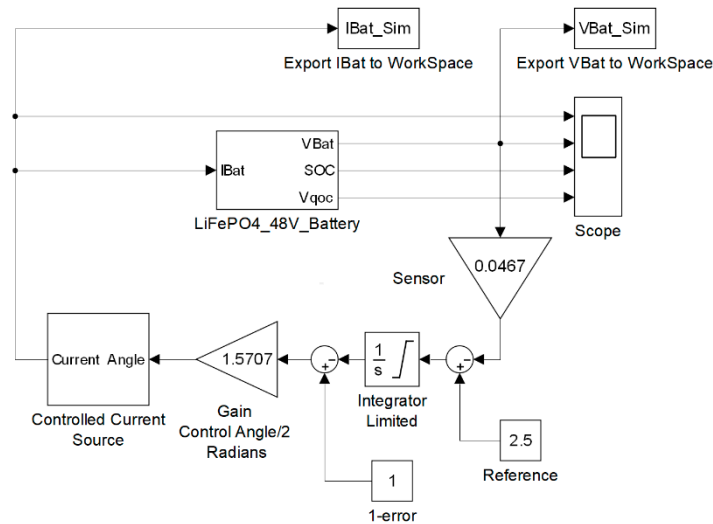 IBat_Sim
Export IBat to WorkSpace
VBat_Sim
Export VBat to WorkSpace
IBat
VBat
SOC
Vqoc
LiFePO4_48V_Battery
Scope
Sensor
0.0467
Current Angle
Controlled Current
Source
1.5707
Gain
Control Angle/2
Radians
+
−
1
s
Integrator
Limited
+
−
2.5
Reference
1
1-error